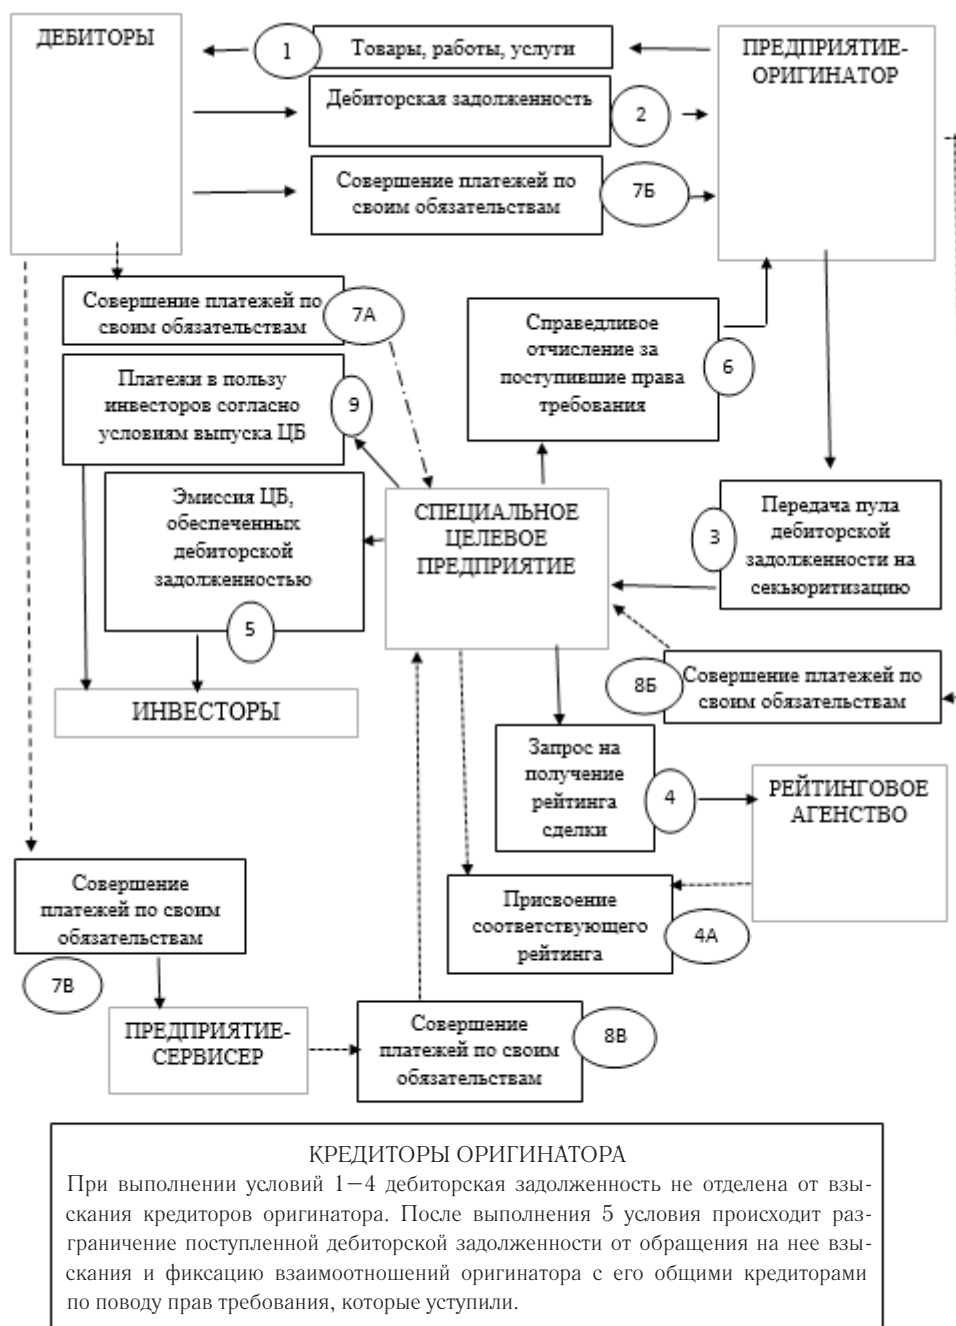 ДЕБИТОРЫ
1
Товары, работы, услуги
ПРЕДПРИЯТИЕ-
ОРИГИНАТОР
Дебиторская задолженность
2
Совершение платежей по
своим обязательствам
7Б
Совершение платежей по
своим обязательствам
7А
Справедливое
отчисление за
поступившие права
требования
6
Платежи в пользу
инвесторов согласно
условиям выпуска ЦБ
9
Эмиссия ЦБ,
обеспеченных
дебиторской
задолженностью
5
СПЕЦИАЛЬНОЕ
ЦЕЛЕВОЕ
ПРЕДПРИЯТИЕ
3
Передача пула
дебиторской
задолженности на
секьюритизацию
8Б
Совершение платежей по
своим обязательствам
ИНВЕСТОРЫ
Запрос на
получение
рейтинга
сделки
4
РЕЙТИНГОВОЕ
АГЕНСТВО
Совершение
платежей по своим
обязательствам
7В
Присвоение
соответствующего
рейтинга
4А
ПРЕДПРИЯТИЕ-
СЕРВИСЕР
Совершение
платежей по своим
обязательствам
8В
КРЕДИТОРЫ ОРИГИНАТОРА
При выполнении условий 1–4 дебиторская задолженность не отделена от взы-
скания кредиторов оригинатора. После выполнения 5 условия происходит раз-
граничение поступленной дебиторской задолженности от обращения на нее взы-
скания и фиксацию взаимоотношений оригинатора с его общими кредиторами
по поводу прав требования, которые уступили.